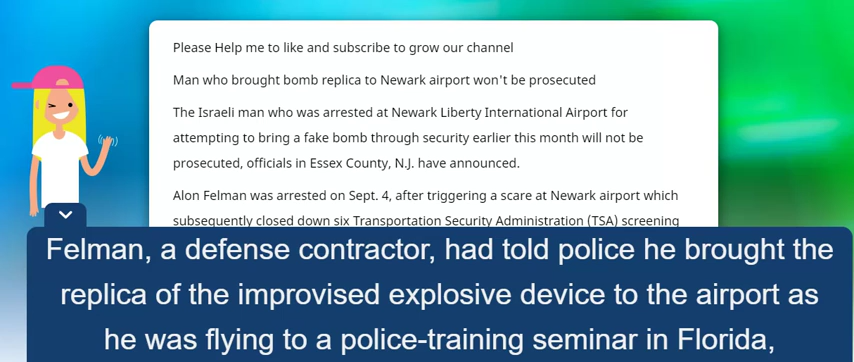 Please Help me to like and subscribe to grow our channel
Man who brought bomb replica to Newark airport won't be prosecuted
The Israeli man who was arrested at Newark Liberty International Airport for
attempting to bring a fake bomb through security earlier this month will not be
prosecuted, officials in Essex County, N.J. have announced.
Alon Felman was arrested on Sept. 4, after triggering a scare at Newark airport which
subsequently closed down six Transportation Security Administration (TSA) screening
Felman, a defense contractor, had told police he brought the
replica of the improvised explosive device to the airport as
he was flying to a police-training seminar in Florida,